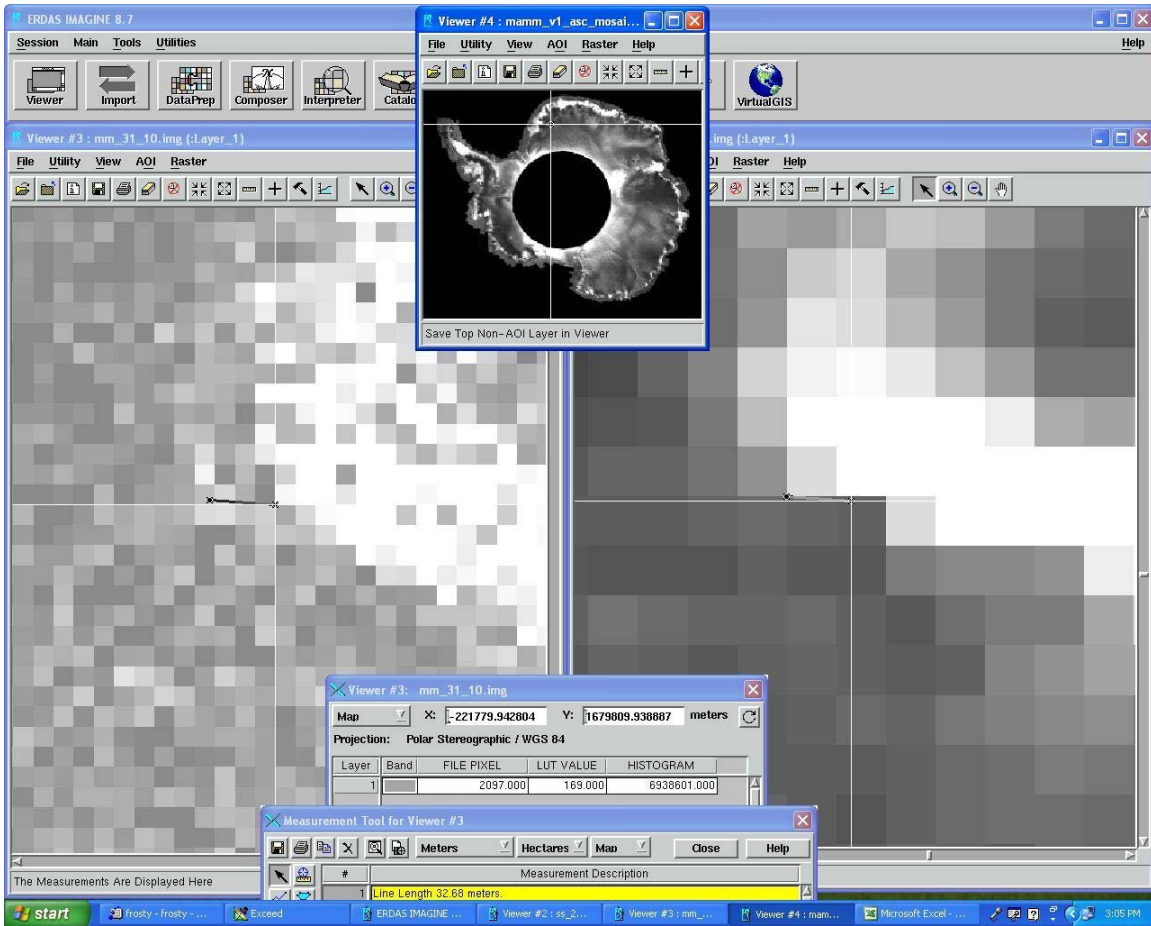 ERDAS IMAGINE 8.7
Session Main Tools Utilities Help
Viewer Import DataPrep Composer Interpreter VirtualGIS
Viewer #4 : mamm_v1_asc_mosai...
File Utility View AOI Raster Help
Save Top Non-AOI Layer in Viewer
Viewer #3 : mm_31_10.img (:Layer_1)
File Utility View AOI Raster
.img (:Layer_1)
Raster Help
Viewer #3: mm_31_10.img
Map X: -221779.942804 Y: 1679809.938887 meters
Projection: Polar Stereographic / WGS 84
Layer Band FILE PIXEL LUT VALUE HISTOGRAM
1 2097.000 169.000 6938601.000
Measurement Tool for Viewer #3
Meters Hectares Map Close Help
# Measurement Description
1 Line Length 32.68 meters.
The Measurements Are Displayed Here
start frosty - frosty - ... Exceed ERDAS IMAGINE ... Viewer #2 : ss_2... Viewer #3 : mm_... Viewer #4 : mam... Microsoft Excel - ... 3:05 PM